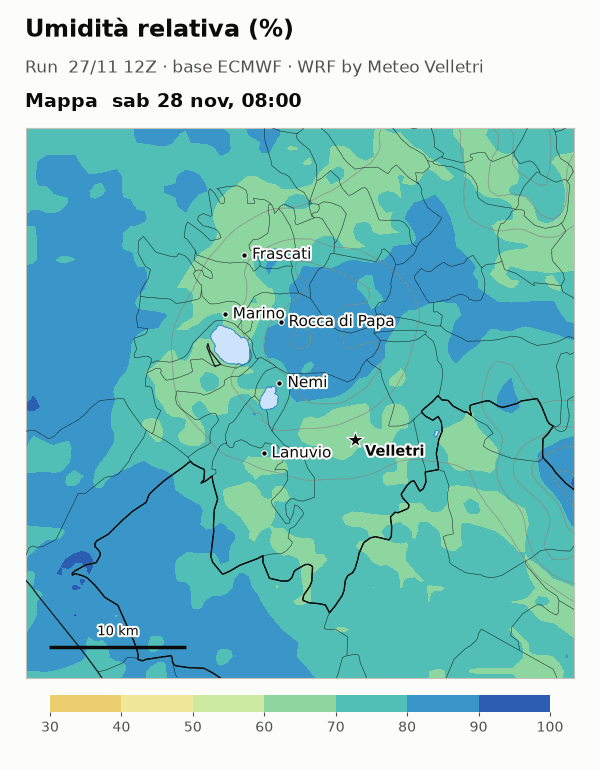 Umidità relativa (%)
Run  27/11 12Z · base ECMWF · WRF by Meteo Velletri
Mappa  sab 28 nov, 08:00
Frascati
Marino
Rocca di Papa
Nemi
Velletri
Lanuvio
10 km
30 40 50 60 70 80 90 100